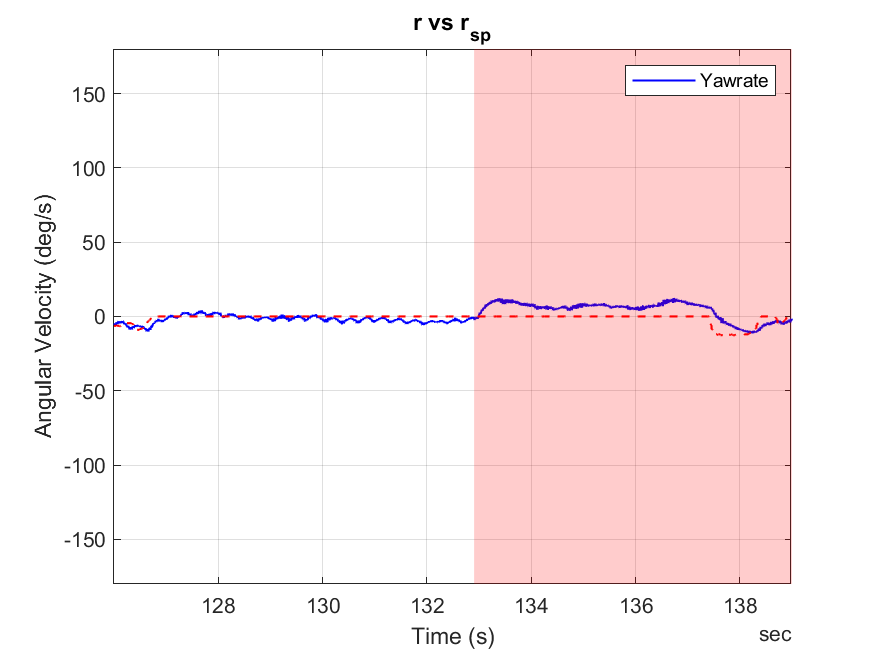 r vs r_sp
Yawrate
150
100
50
0
-50
-100
-150
Angular Velocity (deg/s)
128 130 132 134 136 138
Time (s)
sec